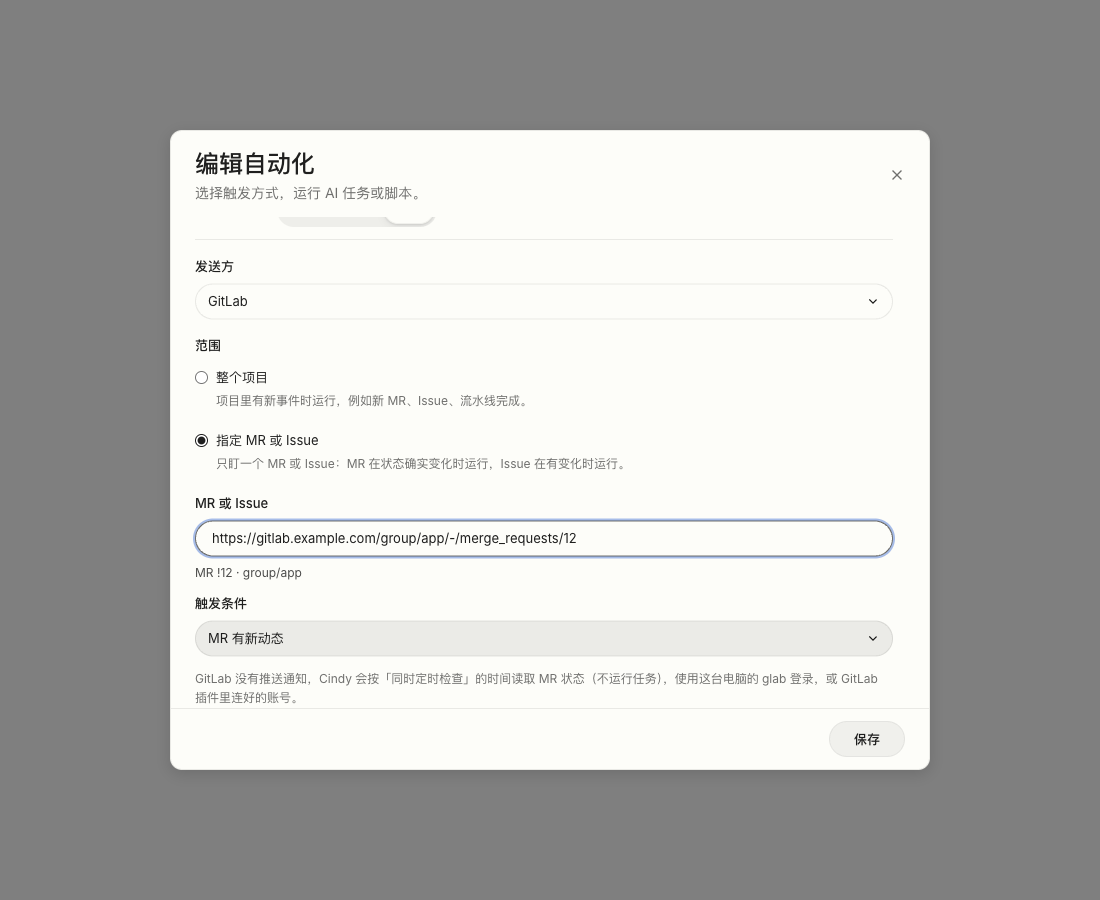 编辑自动化
选择触发方式，运行 AI 任务或脚本。
发送方
GitLab
范围
整个项目
项目里有新事件时运行，例如新 MR、Issue、流水线完成。
指定 MR 或 Issue
只盯一个 MR 或 Issue：MR 在状态确实变化时运行，Issue 在有变化时运行。
MR 或 Issue
https://gitlab.example.com/group/app/-/merge_requests/12
MR !12 · group/app
触发条件
MR 有新动态
GitLab 没有推送通知，Cindy 会按「同时定时检查」的时间读取 MR 状态（不运行任务），使用这台电脑的 glab 登录，或 GitLab
插件里连好的账号。
保存